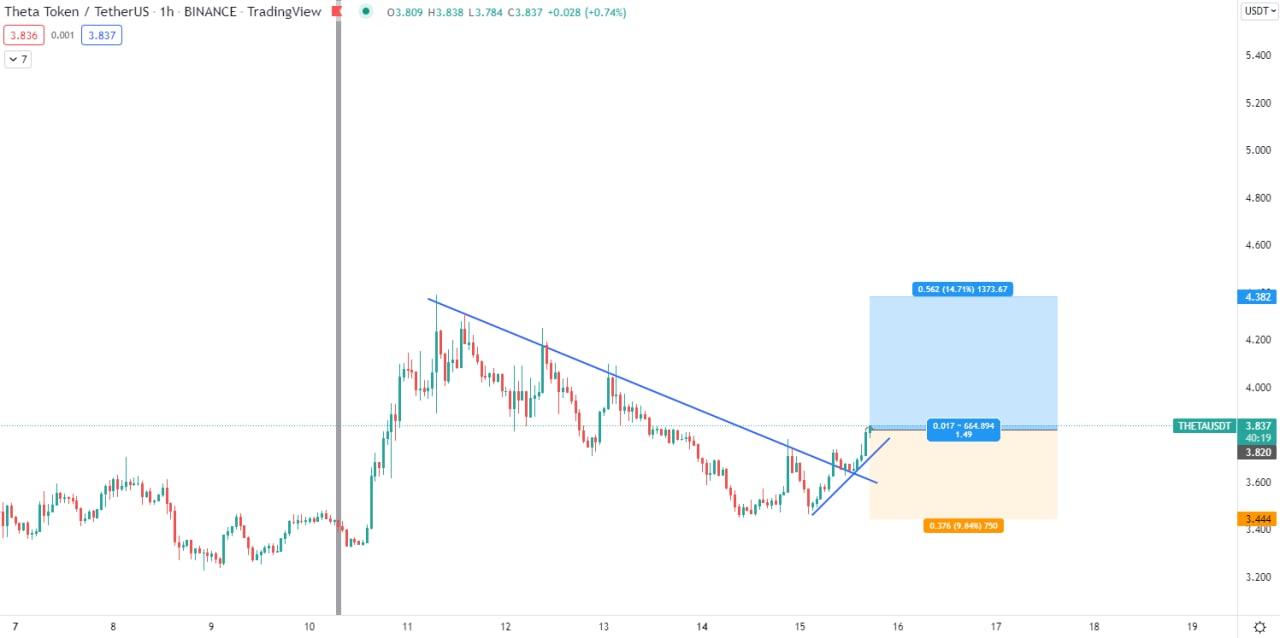 Theta Token / TetherUS · 1h · BINANCE · TradingView O3.809 H3.838 L3.784 C3.837 +0.028 (+0.74%)
USDT
3.836 0.001 3.837
7
5.400
5.200
5.000
4.800
4.600
0.562 (14.71%) 1373.67
4.382
4.200
4.000
0.017 ~ 664.894
1.49
THETAUSDT 3.837
40:19
3.820
3.600
3.444
0.376 (9.84%) 750
3.400
3.200
7 8 9 10 11 12 13 14 15 16 17 18 19